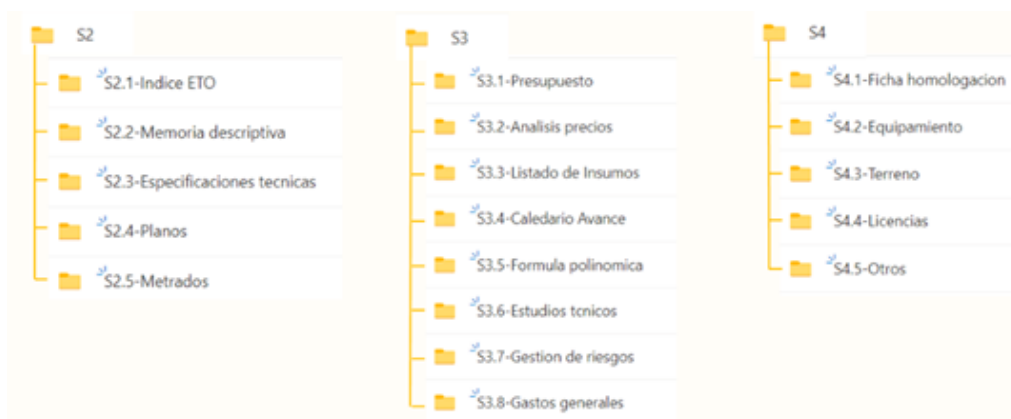 S2
S2.1-Indice ETO
S2.2-Memoria descriptiva
S2.3-Especificaciones tecnicas
S2.4-Planos
S2.5-Metrados
S3
S3.1-Presupuesto
S3.2-Analisis precios
S3.3-Listado de Insumos
S3.4-Caledario Avance
S3.5-Formula polinomica
S3.6-Estudios tcnicos
S3.7-Gestion de riesgos
S3.8-Gastos generales
S4
S4.1-Ficha homologacion
S4.2-Equipamiento
S4.3-Terreno
S4.4-Licencias
S4.5-Otros